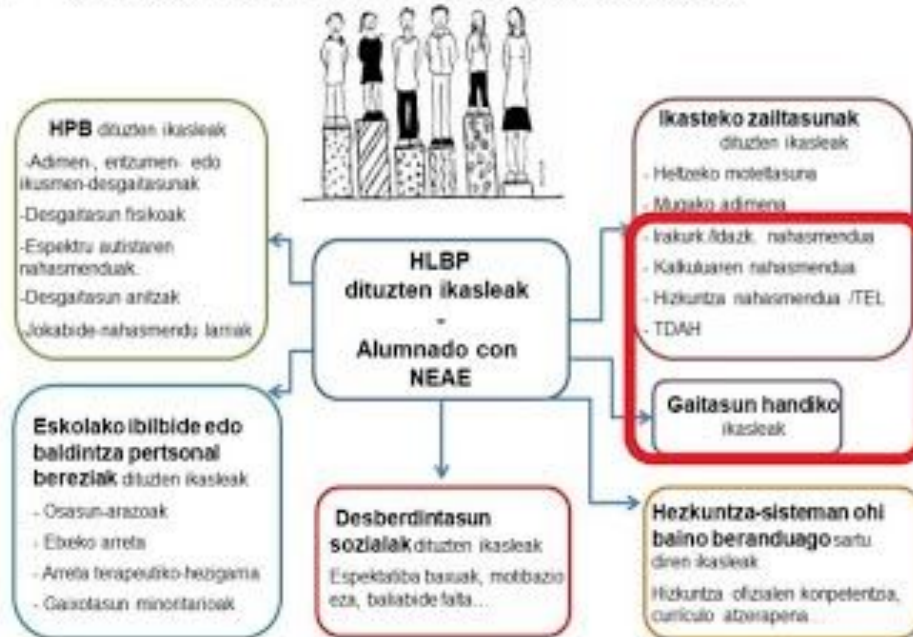 HPB dituzten ikasleak
-Adimen-, entzumen- edo
ikusmen-desgaitasunak
-Desgaitasun fisikoak
-Espektru autistaren
nahasmenduak.
-Desgaitasun anitzak
-Jokabide-nahasmendu larriak
Ikasteko zailtasunak
dituzten ikasleak
- Heltzeko moteltasuna
- Mugako adimena
- Irakurk./Idazk. nahasmendua
- Kalkuluaren nahasmendua
- Hizkuntza nahasmendua /TEL
- TDAH
HLBP
dituzten ikasleak
-
Alumnado con
NEAE
Gaitasun handiko
ikasleak
Eskolako ibilbide edo
baldintza pertsonal
bereziak dituzten ikasleak
- Osasun-arazoak
- Etxeko arreta
- Arreta terapeutiko-hezigarria
- Gaixotasun minoritarioak
Desberdintasun
sozialak dituzten ikasleak
Espektatiba baxuak, motibazio
eza, baliabide falta...
Hezkuntza-sisteman ohi
baino beranduago sartu
diren ikasleak
Hizkuntza ofizialen konpetentzia,
currículo atzerapena